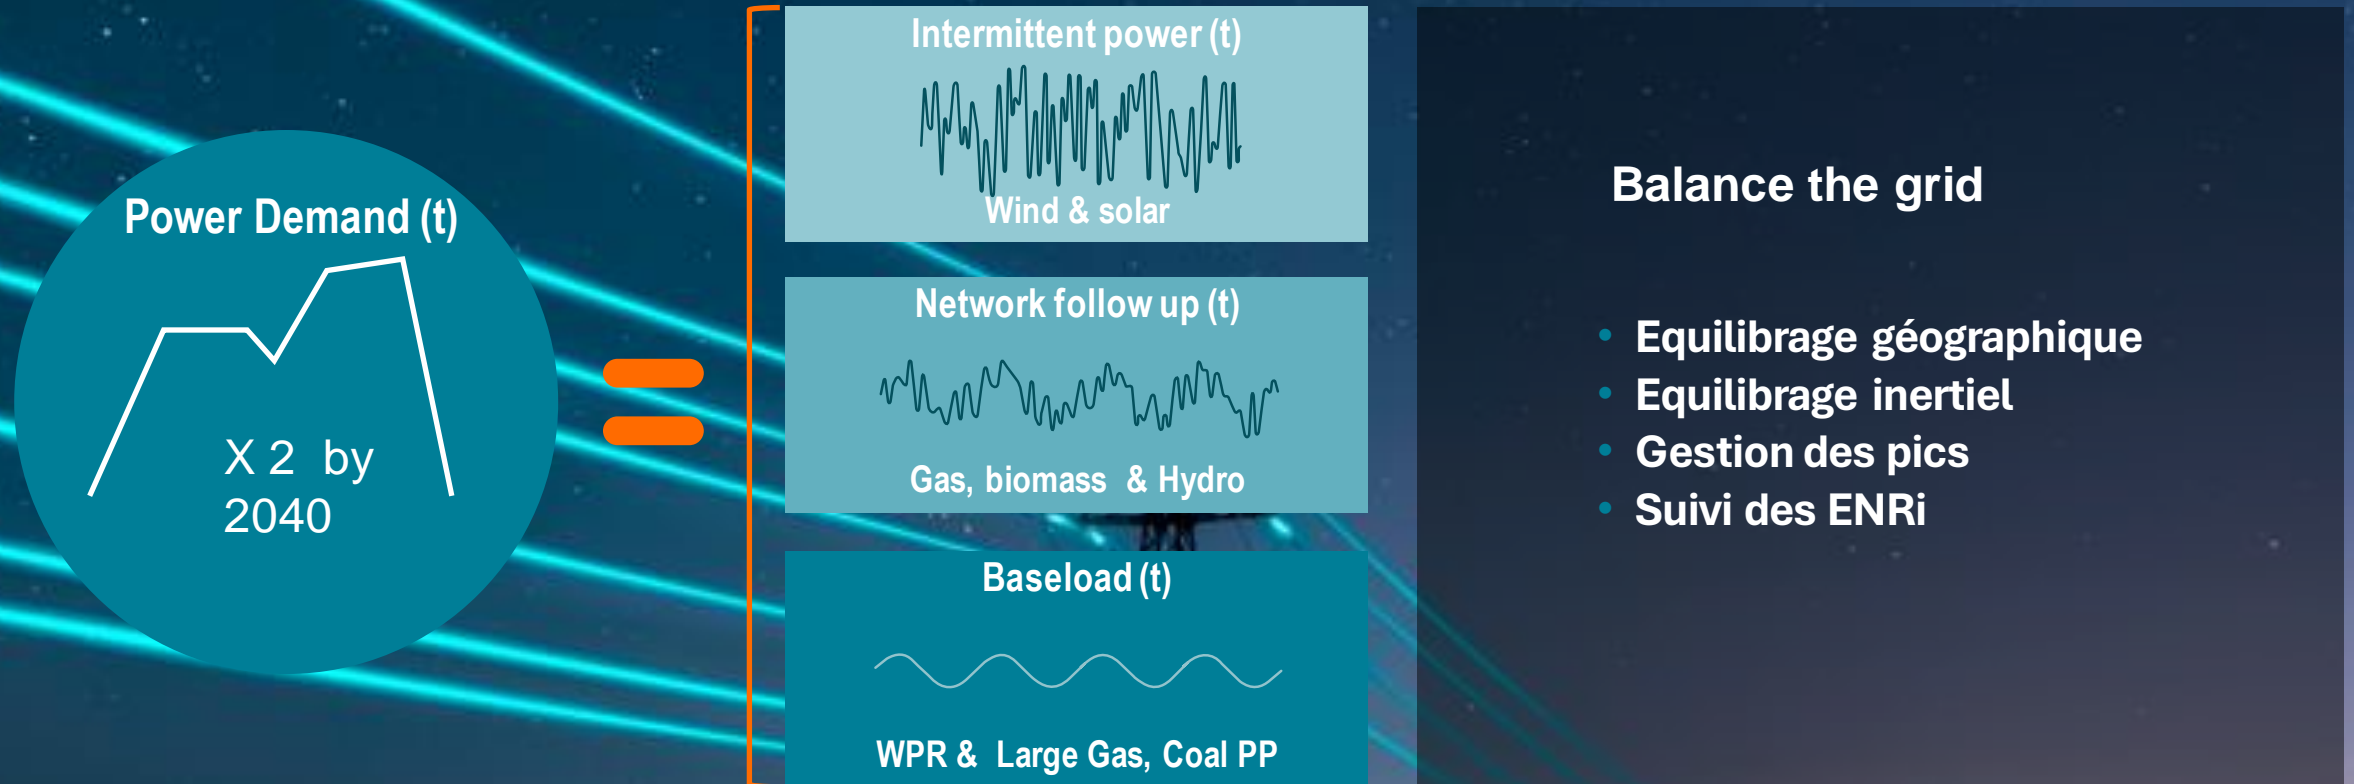 Power Demand (t)
X 2 by
2040
Intermittent power (t)
Wind & solar
Network follow up (t)
Gas, biomass & Hydro
Baseload (t)
WPR & Large Gas, Coal PP
Balance the grid
• Equilibrage géographique
• Equilibrage inertiel
• Gestion des pics
• Suivi des ENRi